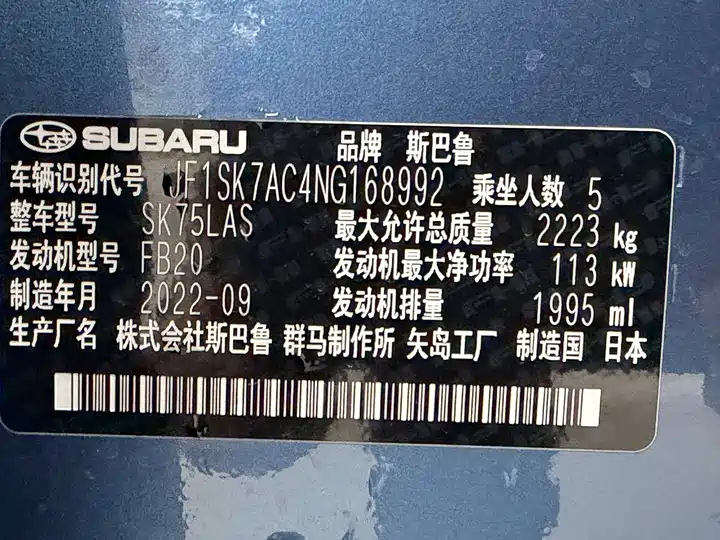 SUBARU 品牌 斯巴鲁
车辆识别代号 JF1SK7AC4NG168992 乘坐人数 5
整车型号 SK75LAS 最大允许总质量 2223 kg
发动机型号 FB20 发动机最大净功率 113 kW
制造年月 2022-09 发动机排量 1995 ml
生产厂名 株式会社斯巴鲁 群马制作所 矢岛工厂 制造国 日本